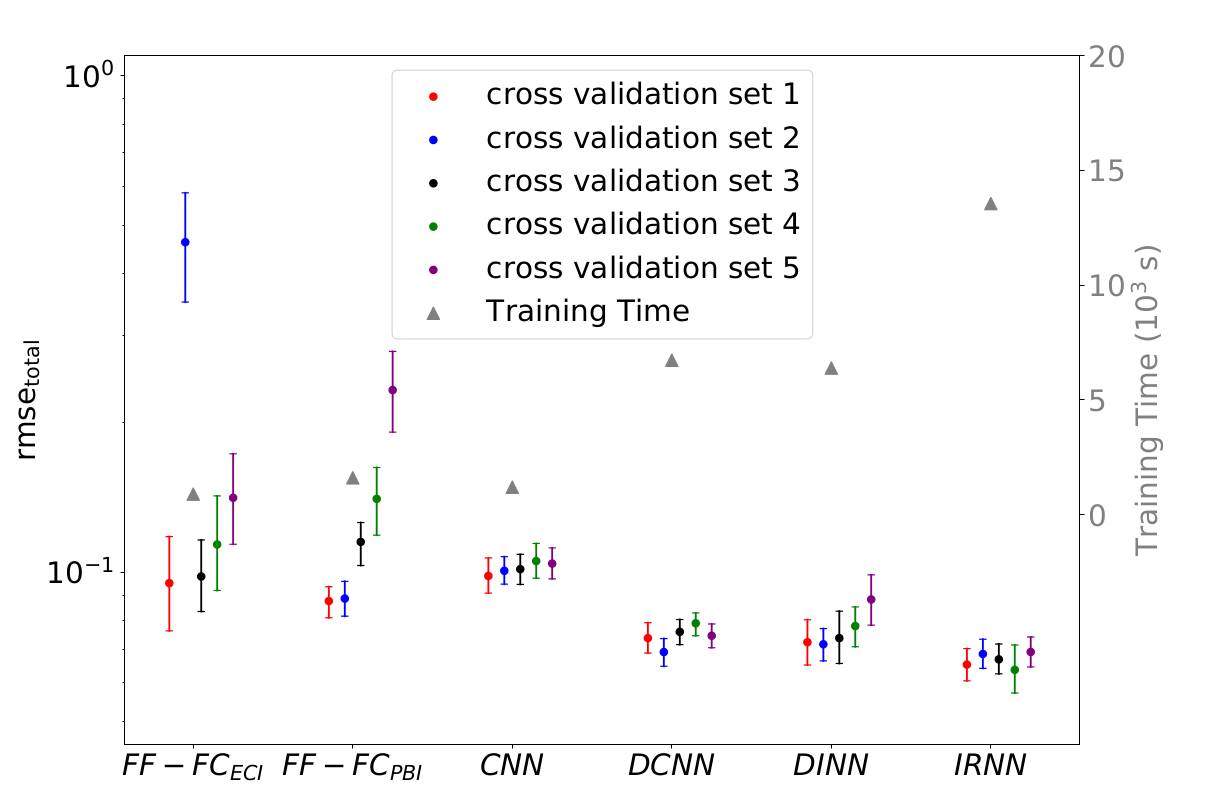 10⁰
10⁻¹
rmse_total
cross validation set 1
cross validation set 2
cross validation set 3
cross validation set 4
cross validation set 5
Training Time
20
15
10
5
0
Training Time (10³ s)
FF − FC_ECI
FF − FC_PBI
CNN
DCNN
DINN
IRNN